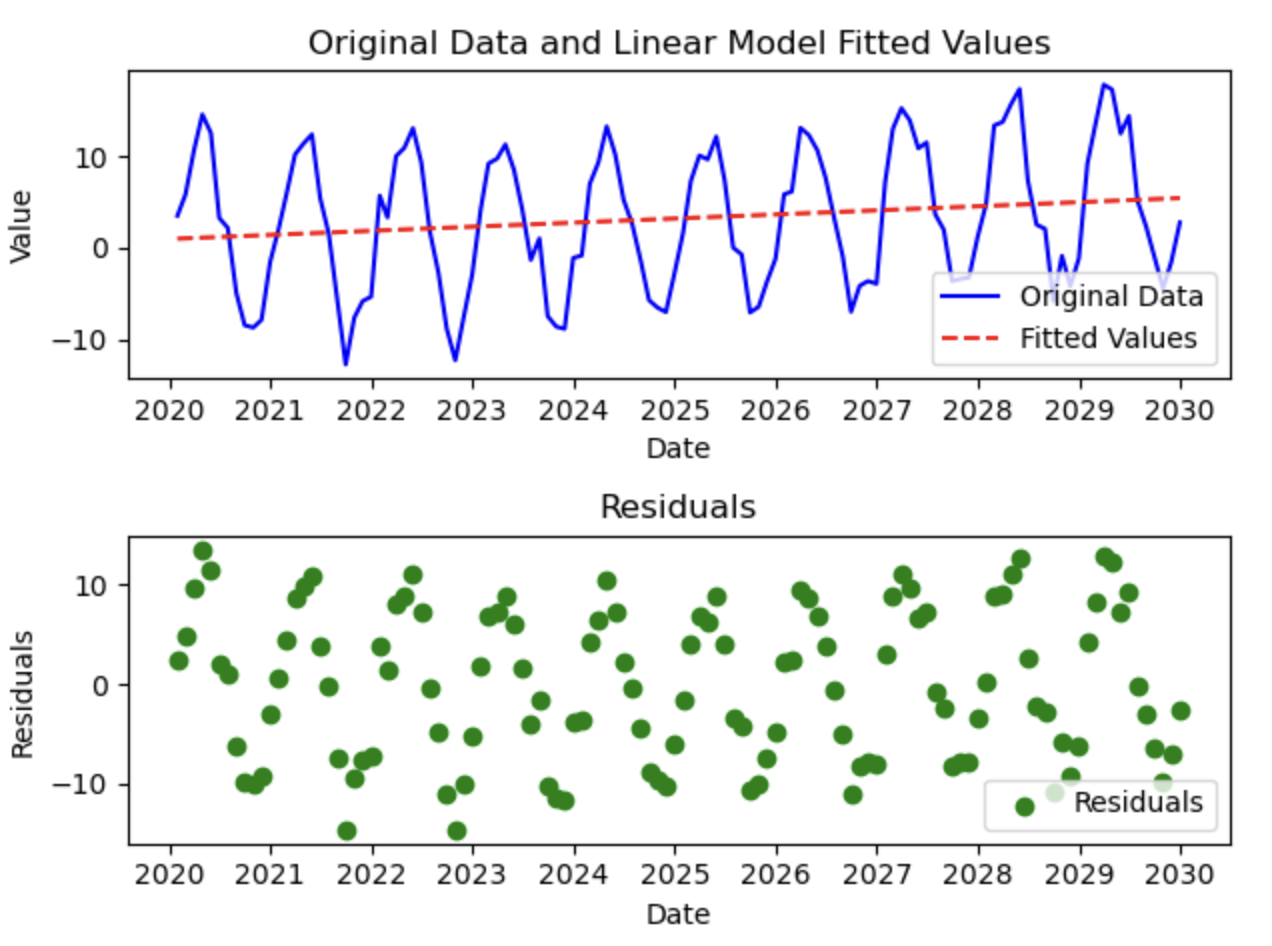 Original Data and Linear Model Fitted Values
Value
10
0
−10
Original Data
Fitted Values
2020 2021 2022 2023 2024 2025 2026 2027 2028 2029 2030
Date
Residuals
Residuals
10
0
−10
Residuals
2020 2021 2022 2023 2024 2025 2026 2027 2028 2029 2030
Date